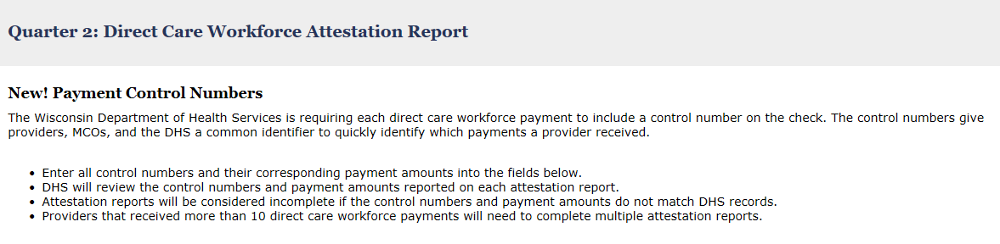 Quarter 2: Direct Care Workforce Attestation Report
New! Payment Control Numbers
The Wisconsin Department of Health Services is requiring each direct care workforce payment to include a control number on the check. The control numbers give
providers, MCOs, and the DHS a common identifier to quickly identify which payments a provider received.
• Enter all control numbers and their corresponding payment amounts into the fields below.
• DHS will review the control numbers and payment amounts reported on each attestation report.
• Attestation reports will be considered incomplete if the control numbers and payment amounts do not match DHS records.
• Providers that received more than 10 direct care workforce payments will need to complete multiple attestation reports.